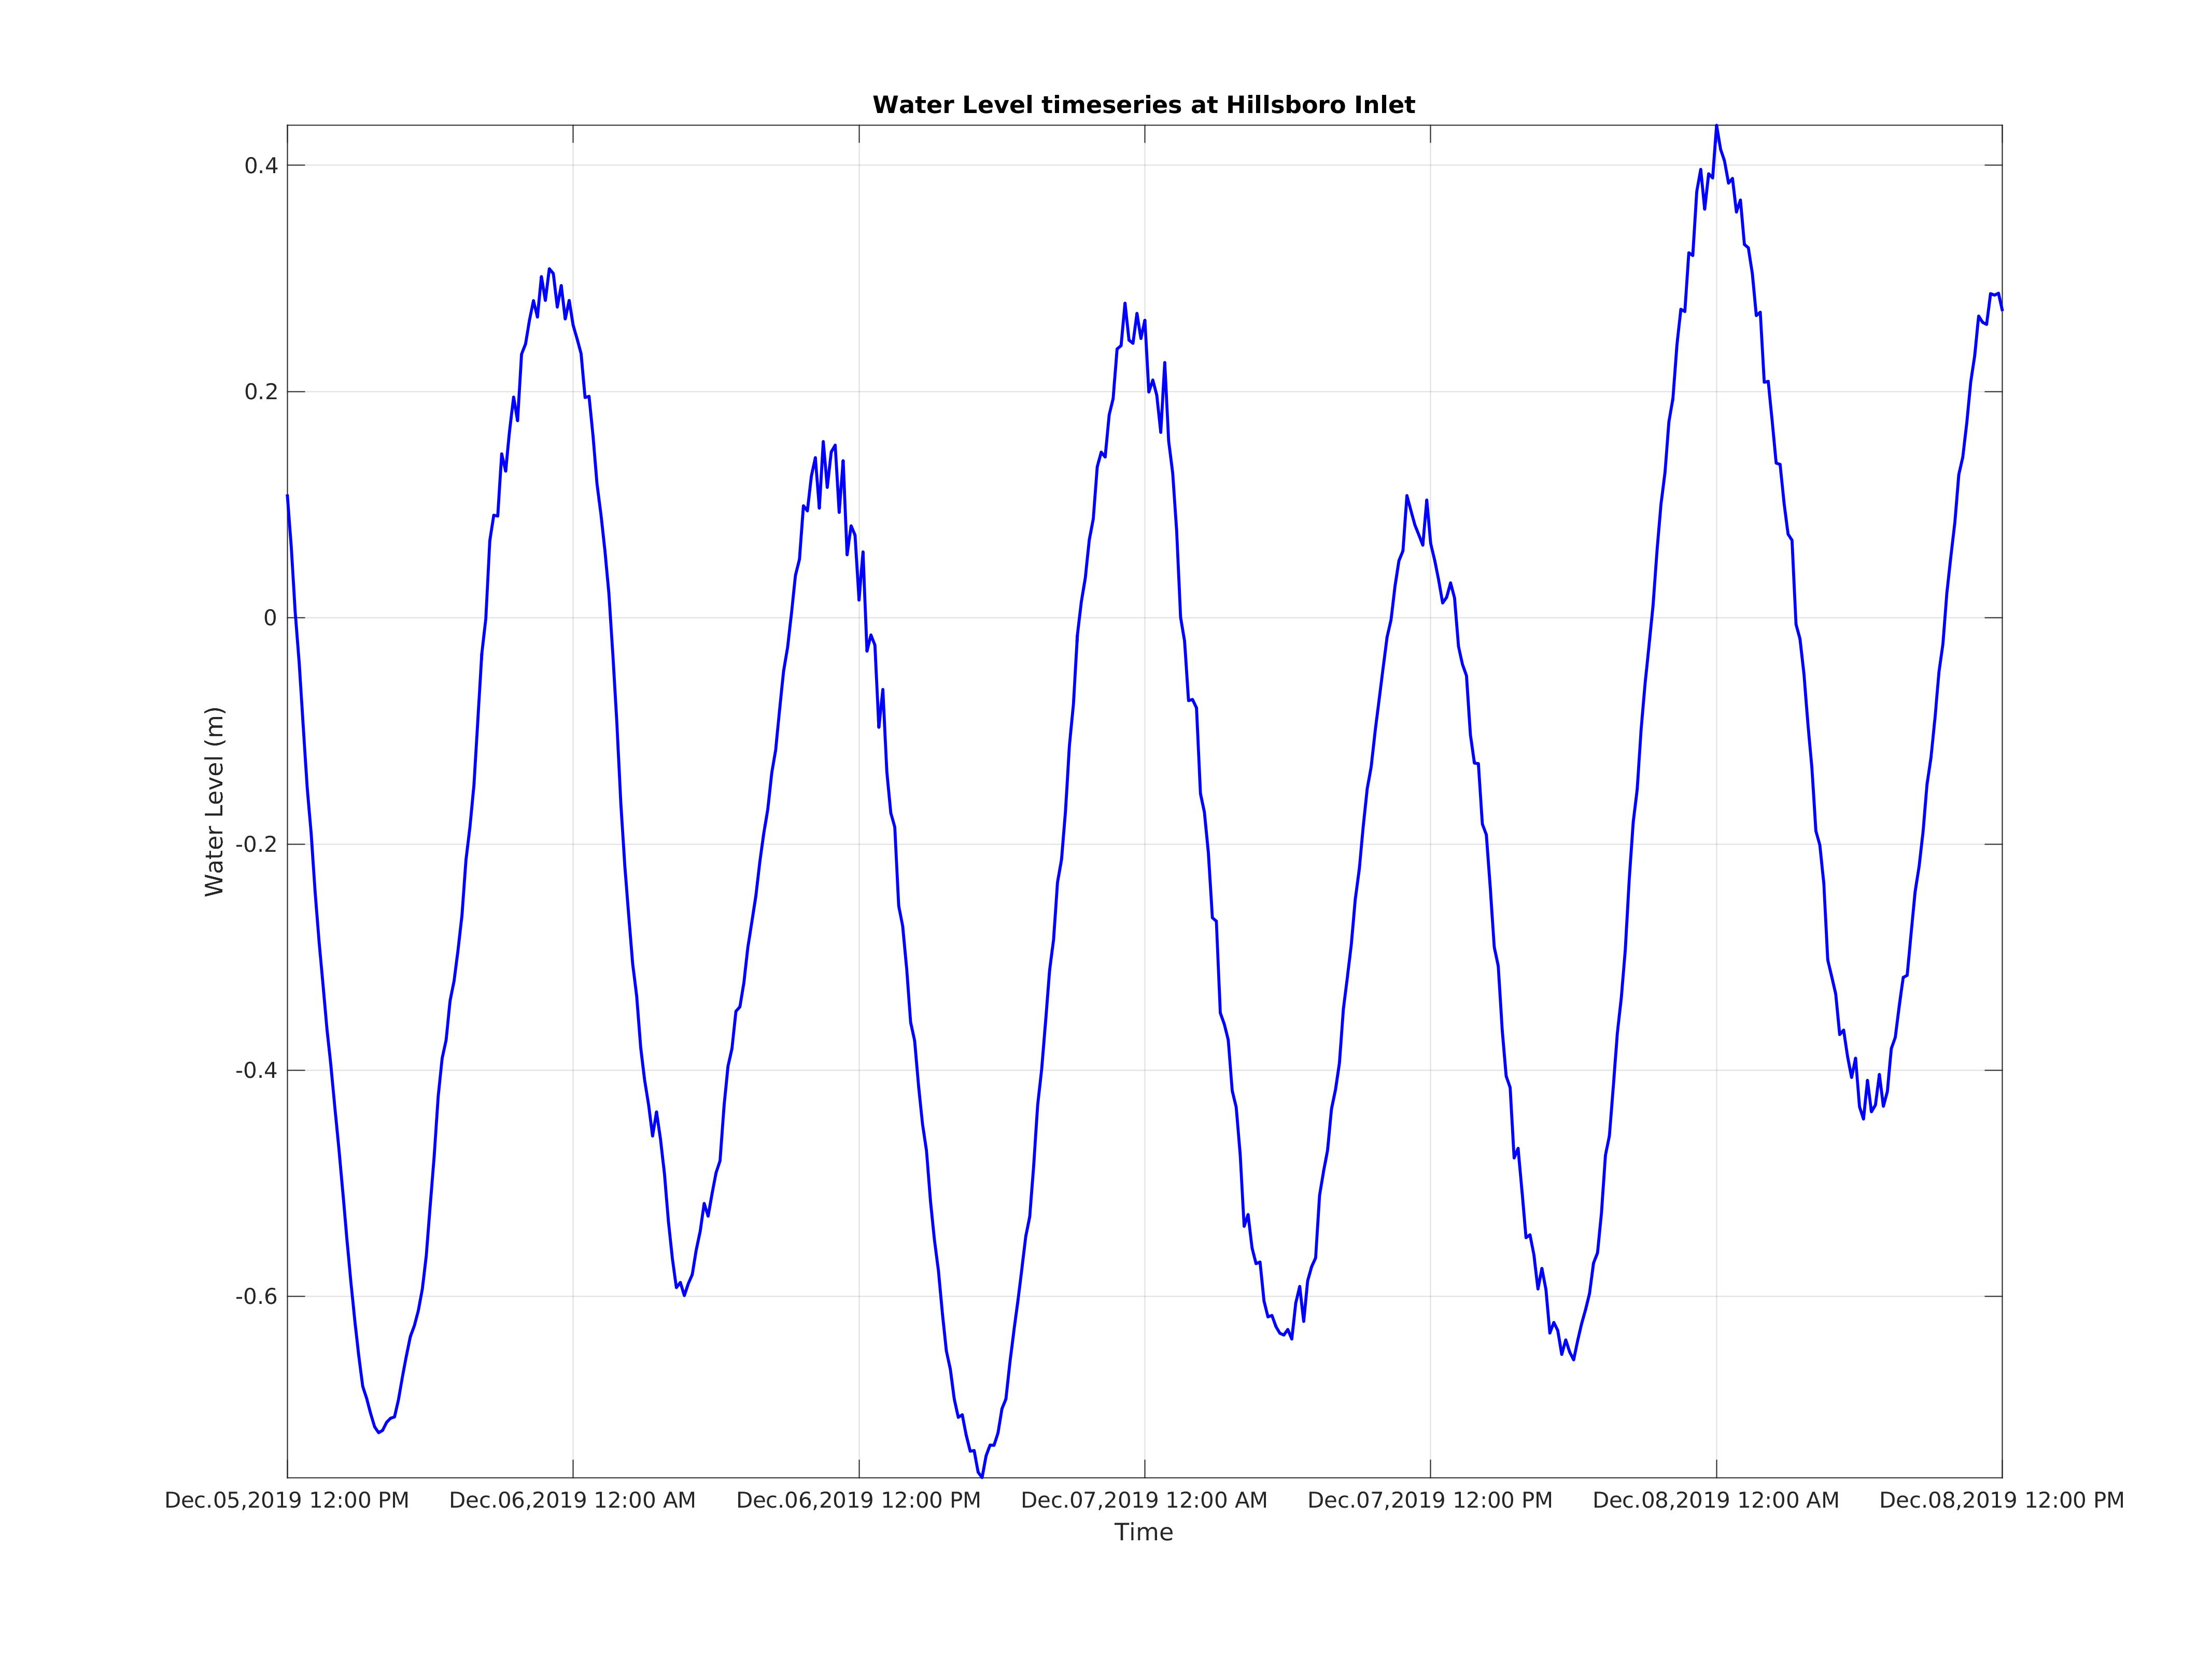 Water Level timeseries at Hillsboro Inlet
0.4
0.2
0
-0.2
-0.4
-0.6
Water Level (m)
Dec.05,2019 12:00 PM
Dec.06,2019 12:00 AM
Dec.06,2019 12:00 PM
Dec.07,2019 12:00 AM
Dec.07,2019 12:00 PM
Dec.08,2019 12:00 AM
Dec.08,2019 12:00 PM
Time